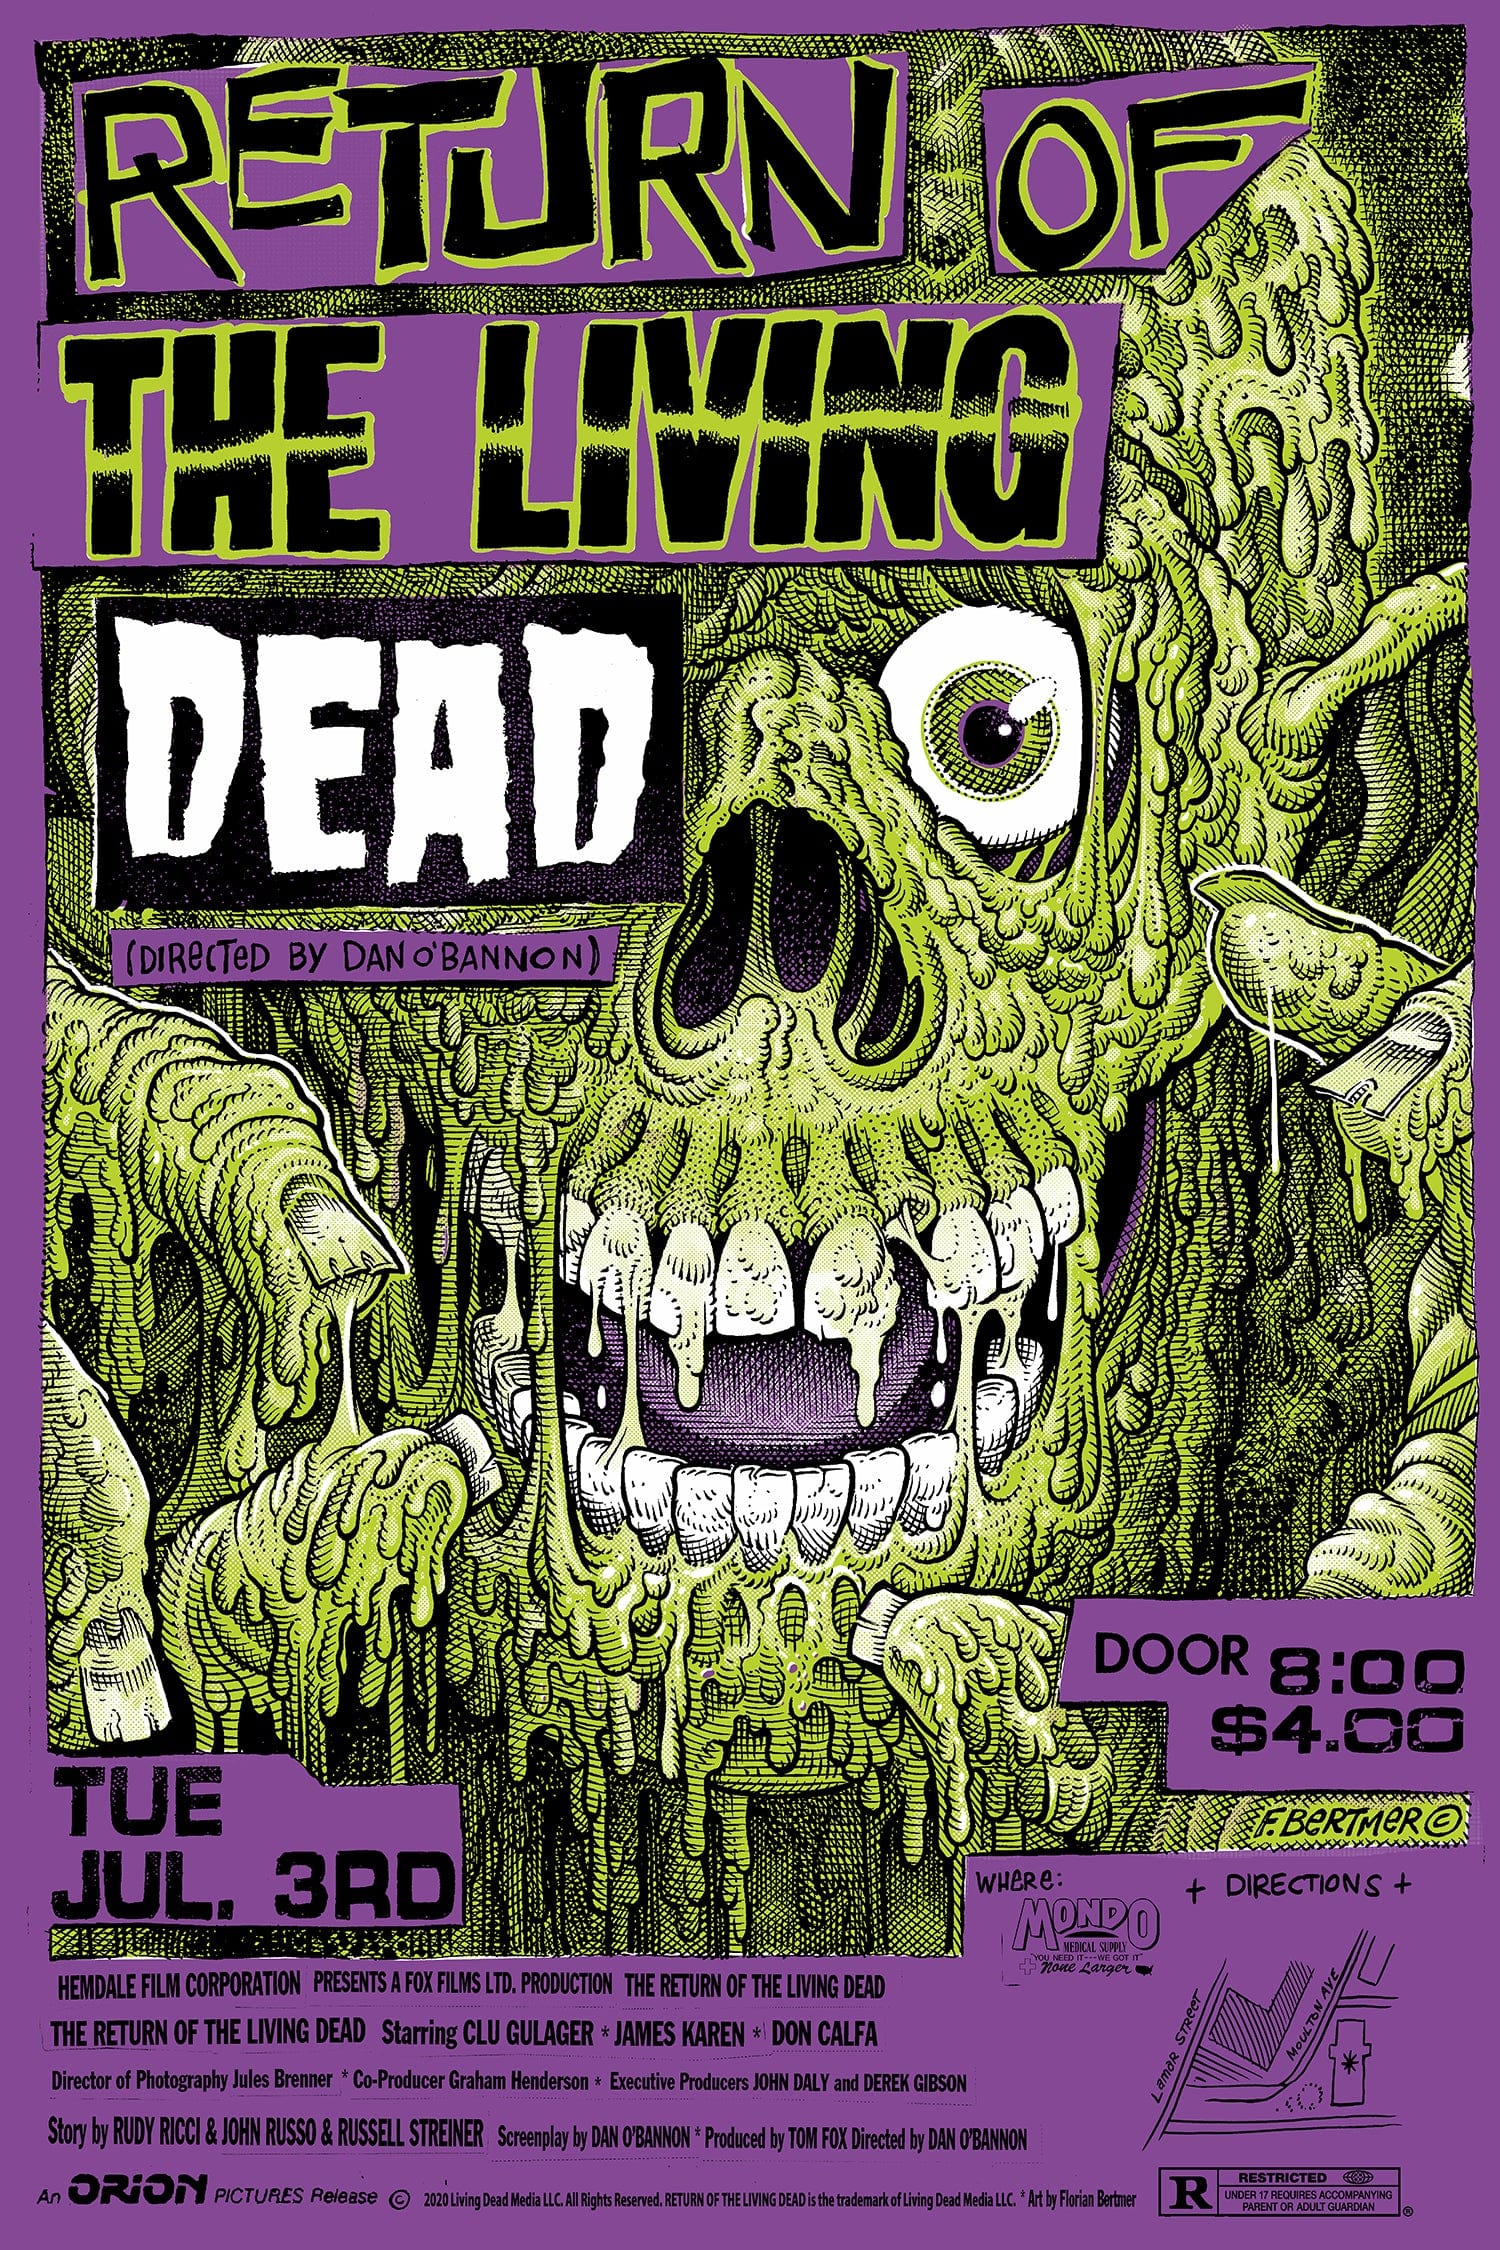 RETURN OF
THE LIVING
DEAD
(DIRECTED BY DAN O'BANNON)
DOOR 8:00
$4.00
TUE
JUL. 3RD
F. BERTMER ©
WHERE:
MONDO
MEDICAL SUPPLY
"YOU NEED IT---WE GOT IT"
None Larger
+ DIRECTIONS +
LAMAR STREET
MOULTON AVE
HEMDALE FILM CORPORATION PRESENTS A FOX FILMS LTD. PRODUCTION THE RETURN OF THE LIVING DEAD
THE RETURN OF THE LIVING DEAD Starring CLU GULAGER * JAMES KAREN * DON CALFA
Director of Photography Jules Brenner * Co-Producer Graham Henderson * Executive Producers JOHN DALY and DEREK GIBSON
Story by RUDY RICCI & JOHN RUSSO & RUSSELL STREINER Screenplay by DAN O'BANNON * Produced by TOM FOX Directed by DAN O'BANNON
An ORION PICTURES Release © 2020 Living Dead Media LLC. All Rights Reserved. RETURN OF THE LIVING DEAD is the trademark of Living Dead Media LLC. * Art by Florian Bertmer
R RESTRICTED
UNDER 17 REQUIRES ACCOMPANYING
PARENT OR ADULT GUARDIAN ®